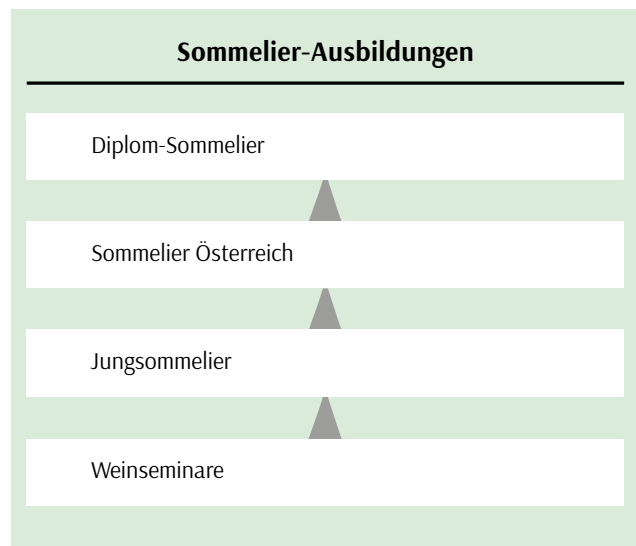 Sommelier-Ausbildungen
Diplom-Sommelier
Sommelier Österreich
Jungsommelier
Weinseminare